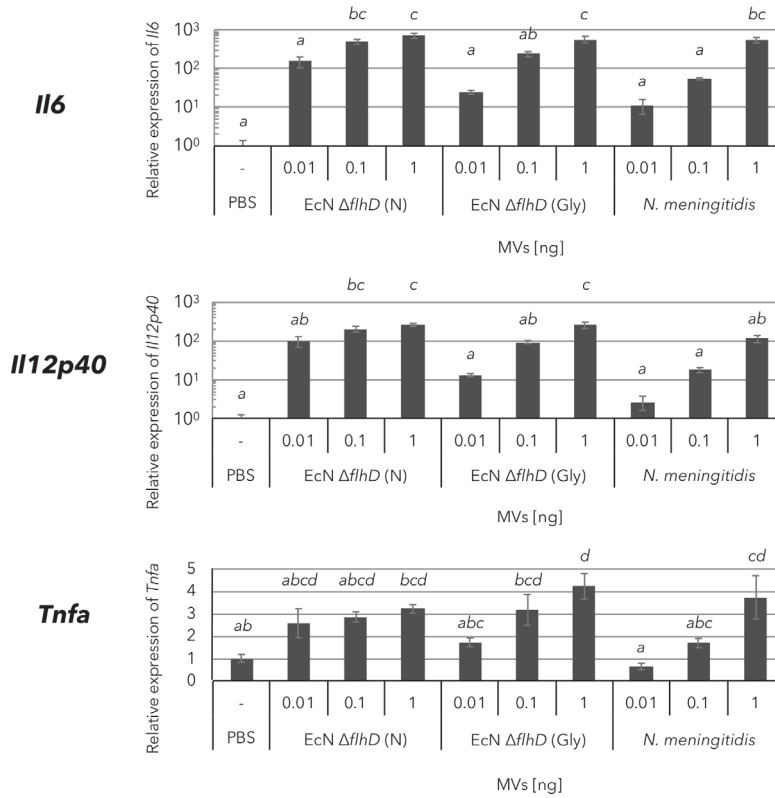 Il6
Relative expression of Il6
10³
10²
10¹
10⁰
a a bc c a ab c a a bc
- 0.01 0.1 1 0.01 0.1 1 0.01 0.1 1
PBS EcN ΔflhD (N) EcN ΔflhD (Gly) N. meningitidis
MVs [ng]
Il12p40
Relative expression of Il12p40
10³
10²
10¹
10⁰
a ab bc c a ab c a a ab
- 0.01 0.1 1 0.01 0.1 1 0.01 0.1 1
PBS EcN ΔflhD (N) EcN ΔflhD (Gly) N. meningitidis
MVs [ng]
Tnfa
Relative expression of Tnfa
5
4
3
2
1
0
ab abcd abcd bcd abc bcd d a abc cd
- 0.01 0.1 1 0.01 0.1 1 0.01 0.1 1
PBS EcN ΔflhD (N) EcN ΔflhD (Gly) N. meningitidis
MVs [ng]